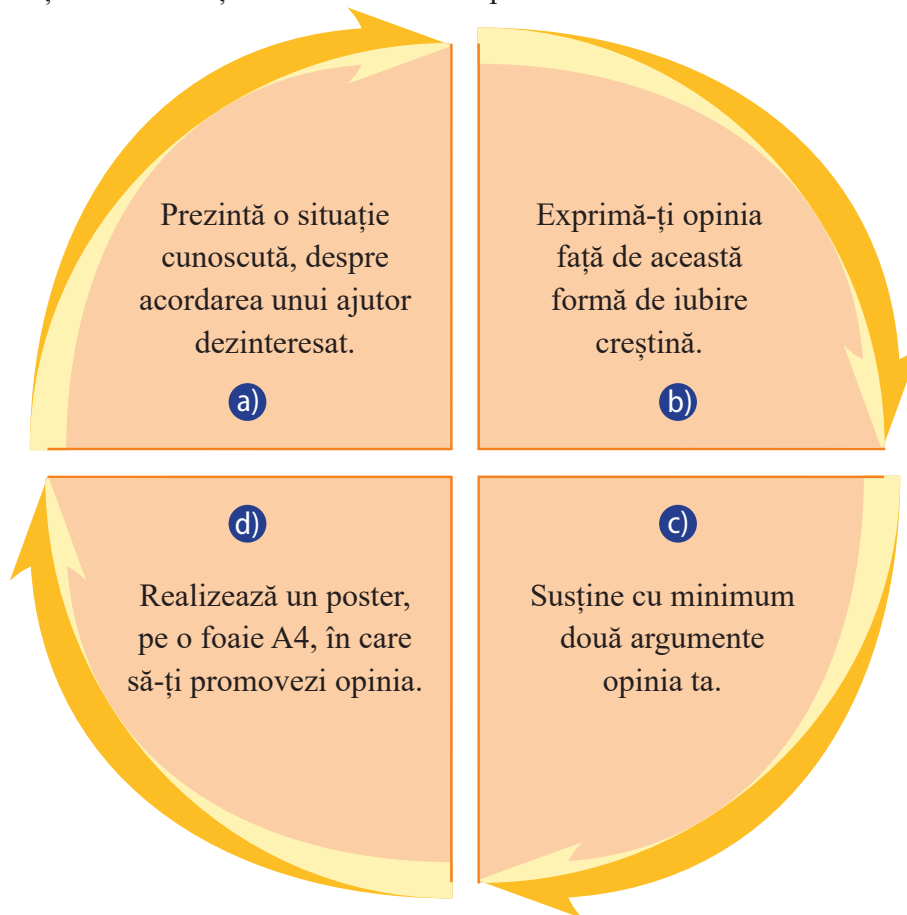 Prezintă o situație
cunoscută, despre
acordarea unui ajutor
dezinteresat.
a)
Exprimă-ți opinia
față de această
formă de iubire
creștină.
b)
c)
Susține cu minimum
două argumente
opinia ta.
d)
Realizează un poster,
pe o foaie A4, în care
să-ți promovezi opinia.